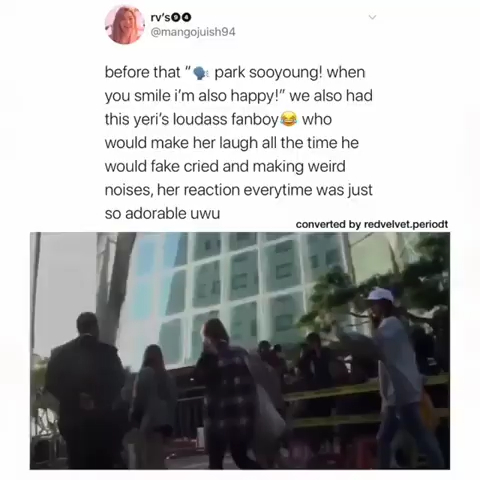 rv's
@mangojuish94
before that "🗣 park sooyoung! when
you smile i'm also happy!" we also had
this yeri's loudass fanboy😂 who
would make her laugh all the time he
would fake cried and making weird
noises, her reaction everytime was just
so adorable uwu
converted by redvelvet.periodt